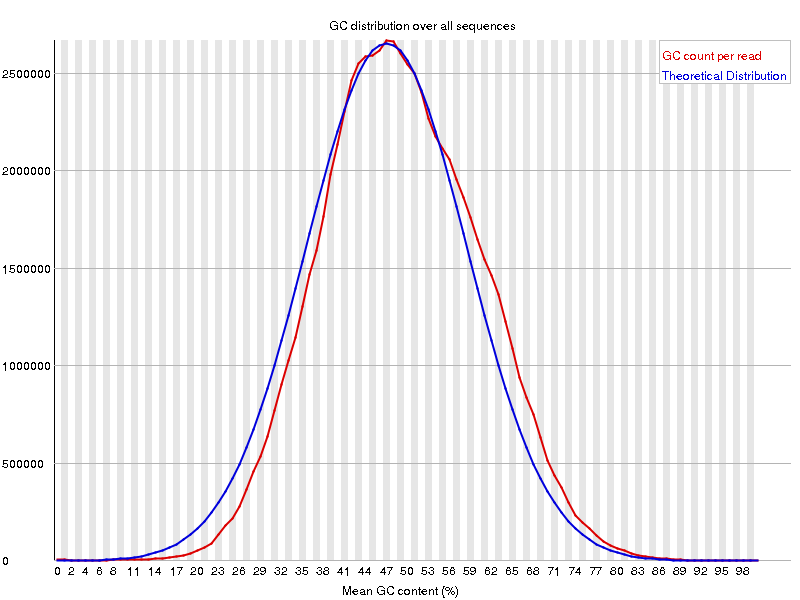 GC distribution over all sequences
GC count per read
Theoretical Distribution
2500000
2000000
1500000
1000000
500000
0
0 2 4 6 8 11 14 17 20 23 26 29 32 35 38 41 44 47 50 53 56 59 62 65 68 71 74 77 80 83 86 89 92 95 98
Mean GC content (%)